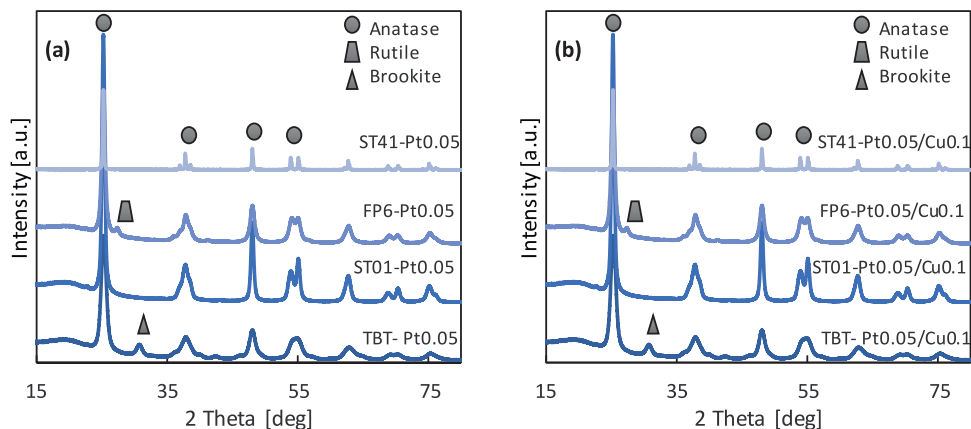 (a)
Anatase
Rutile
Brookite
ST41-Pt0.05
FP6-Pt0.05
ST01-Pt0.05
TBT- Pt0.05
Intensity [a.u.]
15 35 55 75
2 Theta [deg]
(b)
Anatase
Rutile
Brookite
ST41-Pt0.05/Cu0.1
FP6-Pt0.05/Cu0.1
ST01-Pt0.05/Cu0.1
TBT- Pt0.05/Cu0.1
Intensity [a.u.]
15 35 55 75
2 Theta [deg]